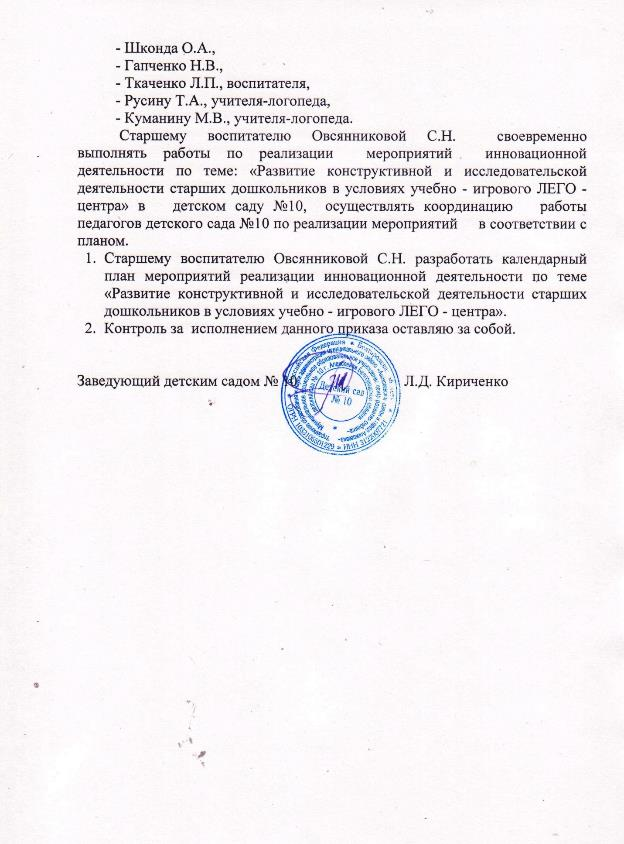 - Шконда О.А.,
- Гапченко Н.В.,
- Ткаченко Л.П., воспитателя,
- Русину Т.А., учителя-логопеда,
- Куманину М.В., учителя-логопеда.
Старшему воспитателю Овсянниковой С.Н. своевременно
выполнять работы по реализации мероприятий инновационной
деятельности по теме: «Развитие конструктивной и исследовательской
деятельности старших дошкольников в условиях учебно - игрового ЛЕГО -
центра» в детском саду №10, осуществлять координацию работы
педагогов детского сада №10 по реализации мероприятий в соответствии с
планом.
1. Старшему воспитателю Овсянниковой С.Н. разработать календарный
план мероприятий реализации инновационной деятельности по теме
«Развитие конструктивной и исследовательской деятельности старших
дошкольников в условиях учебно - игрового ЛЕГО - центра».
2. Контроль за исполнением данного приказа оставляю за собой.
Заведующий детским садом № 10 Л.Д. Кириченко
Детский сад
№ 10